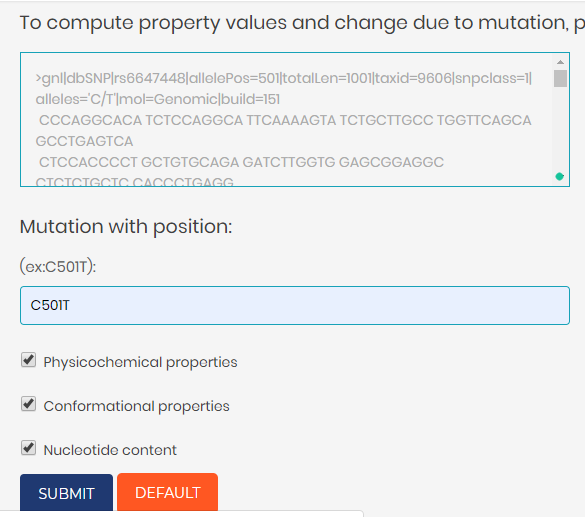 To compute property values and change due to mutation, p
>gnl|dbSNP|rs6647448|allelePos=501|totalLen=1001|taxid=9606|snpclass=1|
alleles='C/T'|mol=Genomic|build=151
CCCAGGCACA TCTCCAGGCA TTCAAAAGTA TCTGCTTGCC TGGTTCAGCA
GCCTGAGTCA
CTCCACCCCT GCTGTGCAGA GATCTTGGTG GAGCGGAGGC
CTCTCTGCTC CACCCTGAGG
Mutation with position:
(ex:C501T):
C501T
Physicochemical properties
Conformational properties
Nucleotide content
SUBMIT DEFAULT